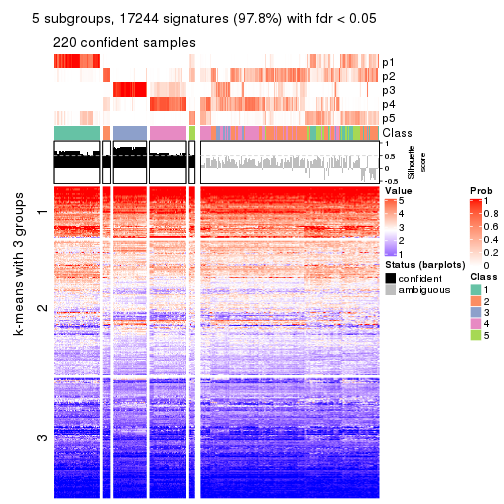 5 subgroups, 17244 signatures (97.8%) with fdr < 0.05
220 confident samples
p1
p2
p3
p4
p5
Class
1
0.5
0
-0.5
Silhouette
score
k-means with 3 groups
1
2
3
Value
5
4
3
2
1
Status (barplots)
confident
ambiguous
Prob
1
0.8
0.6
0.4
0.2
0
Class
1
2
3
4
5